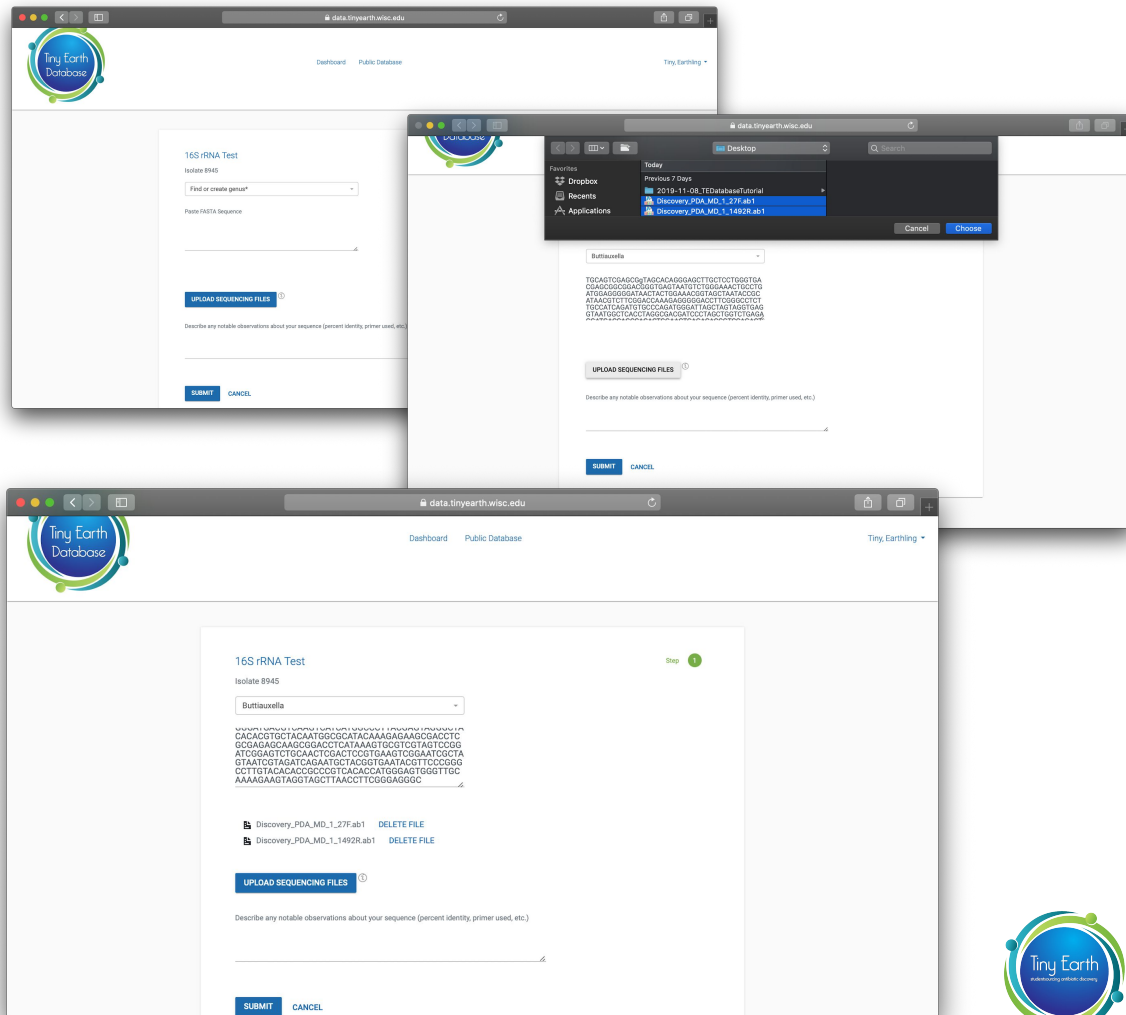 data.tinyearth.wisc.edu
Tiny Earth
Database
Dashboard Public Database
Tiny, Earthling
16S rRNA Test
Isolate 8945
Find or create genus*
Paste FASTA Sequence
UPLOAD SEQUENCING FILES
Describe any notable observations about your sequence (percent identity, primer used, etc.)
SUBMIT CANCEL
data.tinyearth.wisc.edu
Database
Desktop
Search
Favorites
Dropbox
Recents
Applications
Today
Previous 7 Days
2019-11-08_TEDatabaseTutorial
Discovery_PDA_MD_1_27F.ab1
Discovery_PDA_MD_1_1492R.ab1
Cancel Choose
Buttiauxella
TGCAGTCGAGCGgTAGCACAGGGAGCTTGCTCCTGGGTGA
CGAGCGGCGGACGGGTGAGTAATGTCTGGGAAACTGCCTG
ATGGAGGGGGATAACTACTGGAAACGGTAGCTAATACCGC
ATAACGTCTTCGGACCAAAGAGGGGGACCTTCGGGCCTCT
TGCCATCAGATGTGCCCAGATGGGATTAGCTAGTAGGTGAG
GTAATGGCTCACCTAGGCGACGATCCCTAGCTGGTCTGAGA
UPLOAD SEQUENCING FILES
Describe any notable observations about your sequence (percent identity, primer used, etc.)
SUBMIT CANCEL
data.tinyearth.wisc.edu
Tiny Earth
Database
Dashboard Public Database
Tiny, Earthling
16S rRNA Test
Step 1
Isolate 8945
Buttiauxella
CACACGTGCTACAATGGCGCATACAAAGAGAAGCGACCTC
GCGAGAGCAAGCGGACCTCATAAAGTGCGTCGTAGTCCGG
ATCGGAGTCTGCAACTCGACTCCGTGAAGTCGGAATCGCTA
GTAATCGTAGATCAGAATGCTACGGTGAATACGTTCCCGGG
CCTTGTACACACCGCCCGTCACACCATGGGAGTGGGTTGC
AAAAGAAGTAGGTAGCTTAACCTTCGGGAGGGC
Discovery_PDA_MD_1_27F.ab1 DELETE FILE
Discovery_PDA_MD_1_1492R.ab1 DELETE FILE
UPLOAD SEQUENCING FILES
Describe any notable observations about your sequence (percent identity, primer used, etc.)
SUBMIT CANCEL
Tiny Earth
studentsourcing antibiotic discovery